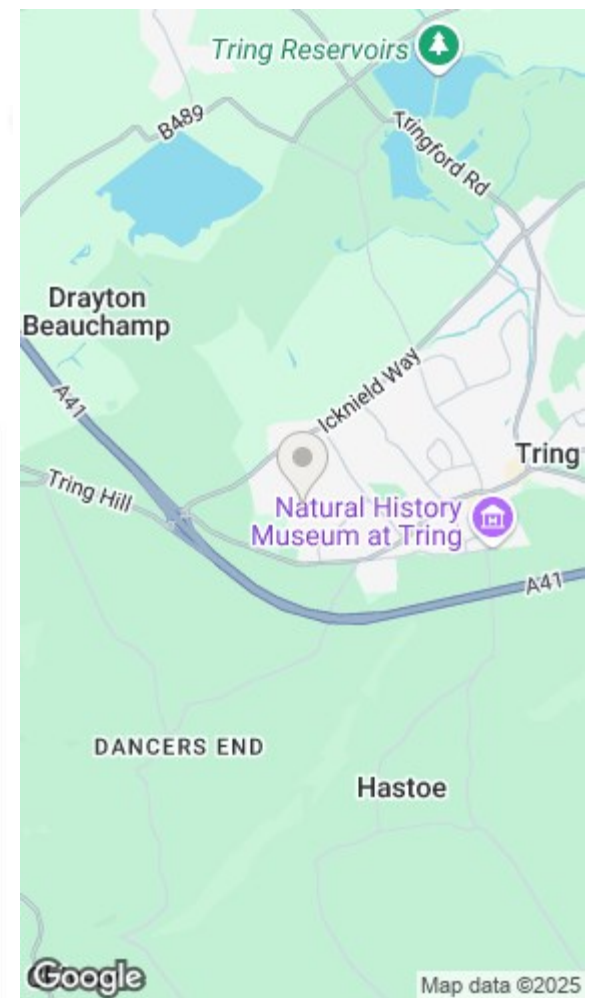 Tring Reservoirs
B489
Tringford Rd
Drayton
Beauchamp
Icknield Way
A41
Tring
Tring Hill
Natural History
Museum at Tring
A41
DANCERS END
Hastoe
Google
Map data ©2025